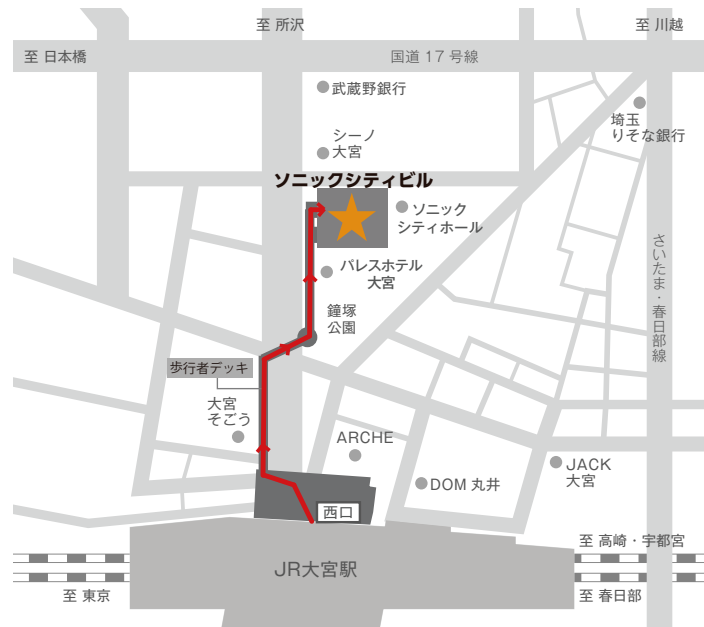 至 所沢
至 川越
至 日本橋
国道 17 号線
武蔵野銀行
シーノ
大宮
埼玉
りそな銀行
ソニックシティビル
ソニック
シティホール
さいたま・春日部線
パレスホテル
大宮
鐘塚
公園
歩行者デッキ
大宮
そごう
ARCHE
JACK
大宮
DOM 丸井
西口
至 高崎・宇都宮
JR大宮駅
至 東京
至 春日部